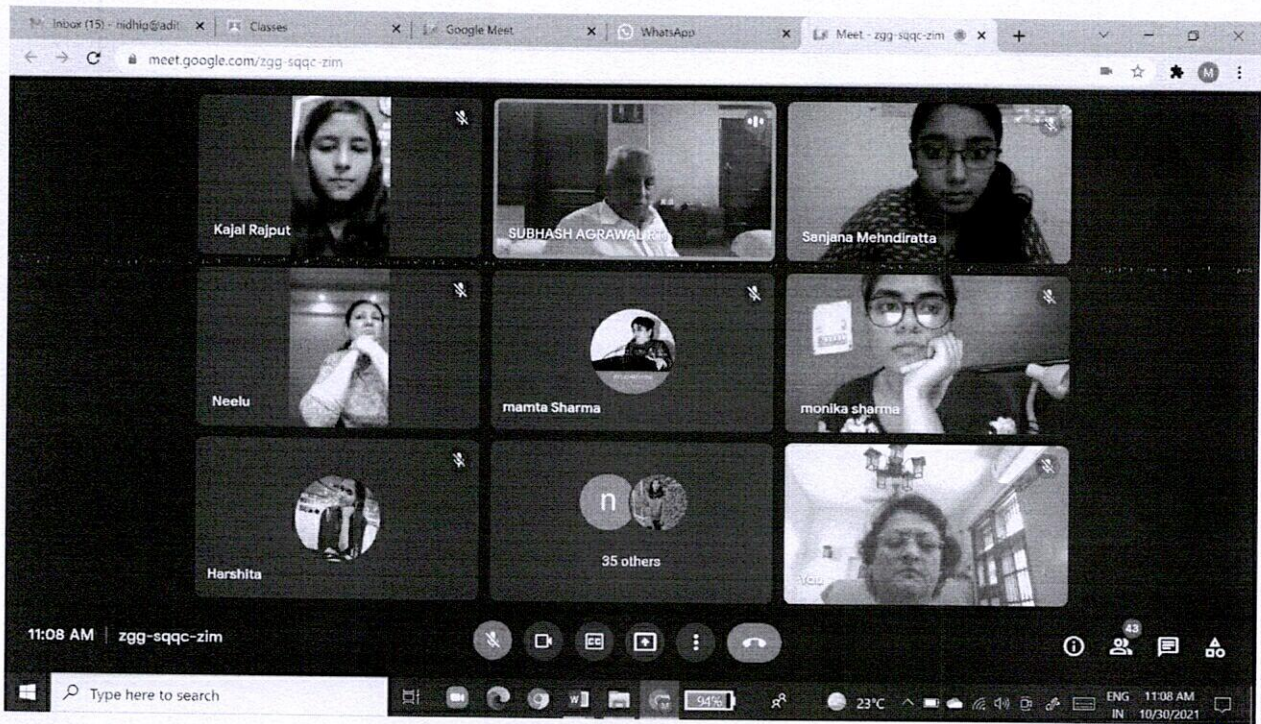 Inbox (15) - nidhig@adit
Classes
Google Meet
WhatsApp
Meet - zgg-sqqc-zim
meet.google.com/zgg-sqqc-zim
M
Kajal Rajput
SUBHASH AGRAWAL
Sanjana Mehndiratta
Neelu
mamta Sharma
monika sharma
Harshita
n
35 others
You
11:08 AM | zgg-sqqc-zim
CC
43
Type here to search
W
94%
23°C
ENG 11:08 AM
IN 10/30/2021